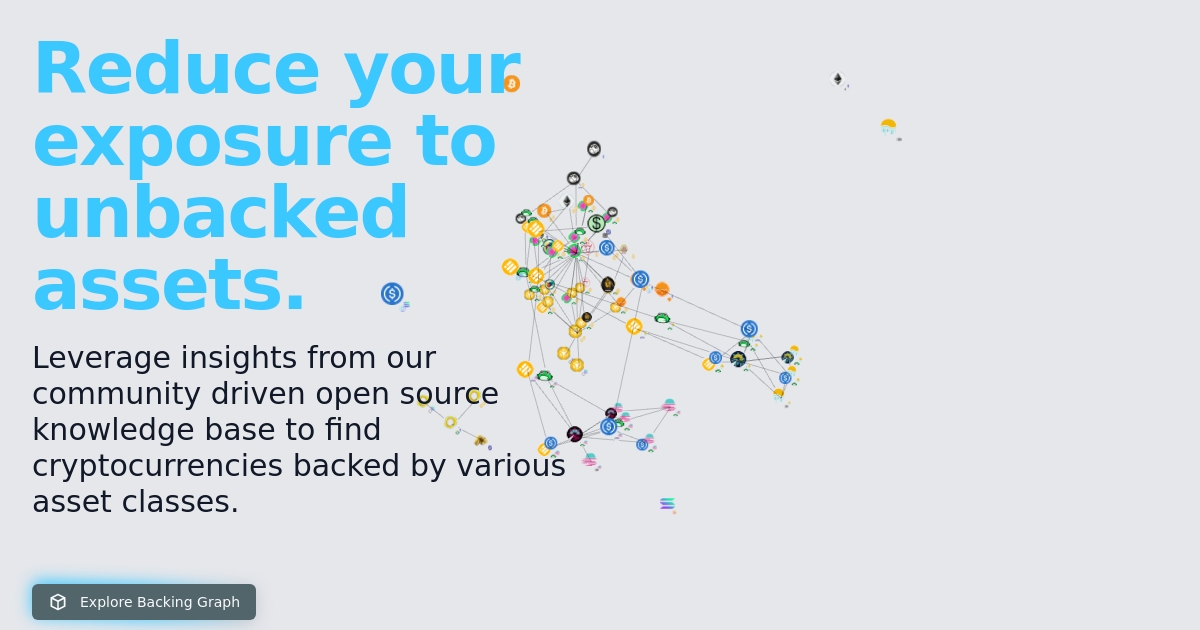 Reduce your
exposure to
unbacked
assets.
Leverage insights from our
community driven open source
knowledge base to find
cryptocurrencies backed by various
asset classes.
Explore Backing Graph